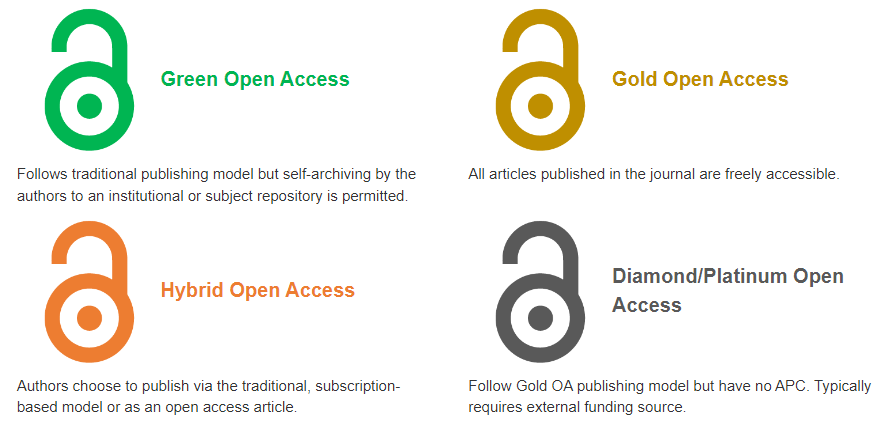 Green Open Access
Gold Open Access
Follows traditional publishing model but self-archiving by the
authors to an institutional or subject repository is permitted.
All articles published in the journal are freely accessible.
Hybrid Open Access
Diamond/Platinum Open
Access
Authors choose to publish via the traditional, subscription-
based model or as an open access article.
Follow Gold OA publishing model but have no APC. Typically
requires external funding source.